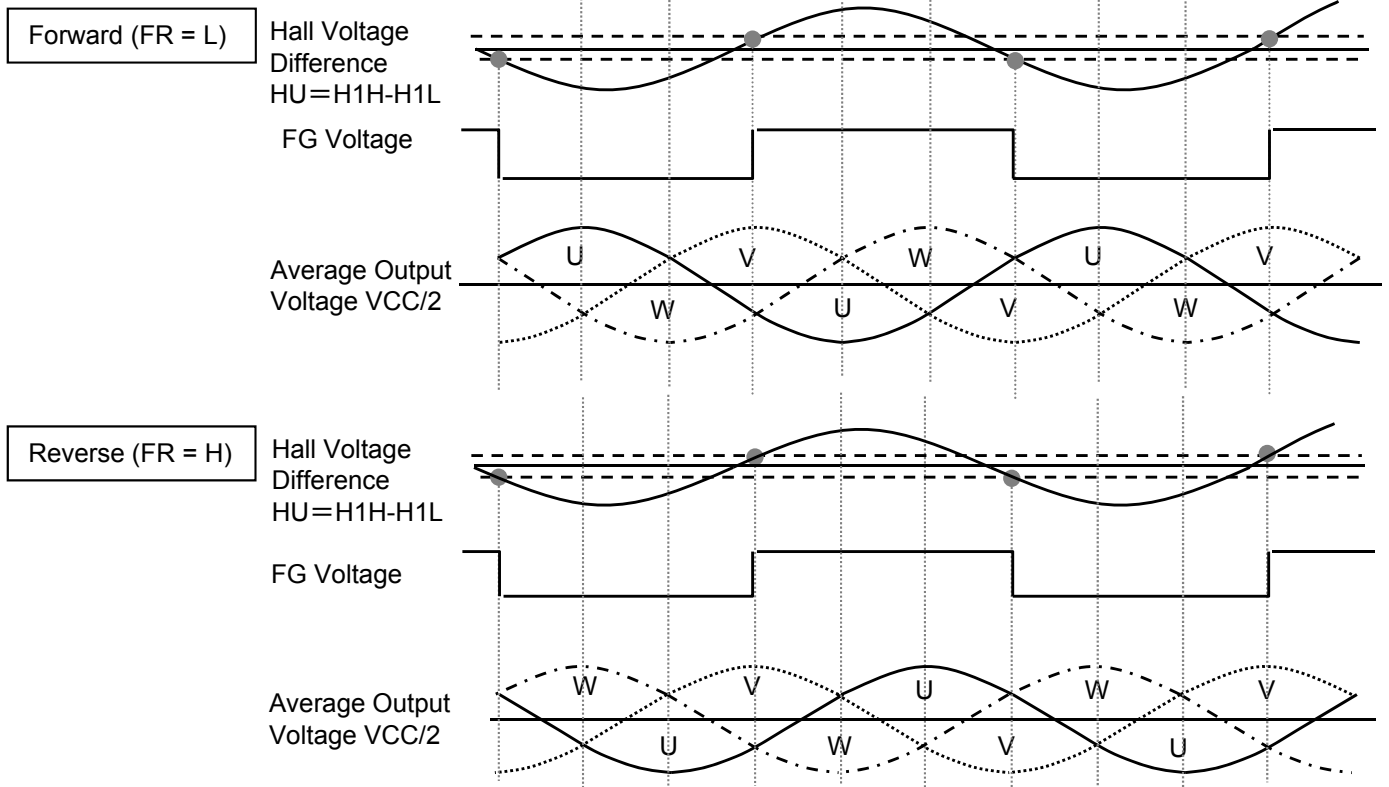 Forward (FR = L)
Hall Voltage
Difference
HU＝H1H-H1L
FG Voltage
Average Output
Voltage VCC/2
U
V
W
U
V
W
U
V
W
Reverse (FR = H)
Hall Voltage
Difference
HU＝H1H-H1L
FG Voltage
Average Output
Voltage VCC/2
W
V
U
W
V
U
W
V
U